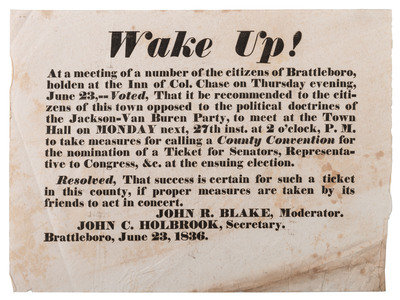 Wake Up!
At a meeting of a number of the citizens of Brattleboro,
holden at the Inn of Col. Chase on Thursday evening,
June 23.--Voted, That it be recommended to the citi-
zens of this town opposed to the political doctrines of
the Jackson-Van Buren Party, to meet at the Town
Hall on MONDAY next, 27th inst. at 2 o'clock, P. M.
to take measures for calling a County Convention for
the nomination of a Ticket for Senators, Representa-
tive to Congress, &c. at the ensuing election.
Resolved, That success is certain for such a ticket
in this county, if proper measures are taken by its
friends to act in concert.
JOHN R. BLAKE, Moderator.
JOHN C. HOLBROOK, Secretary.
Brattleboro, June 23, 1836.